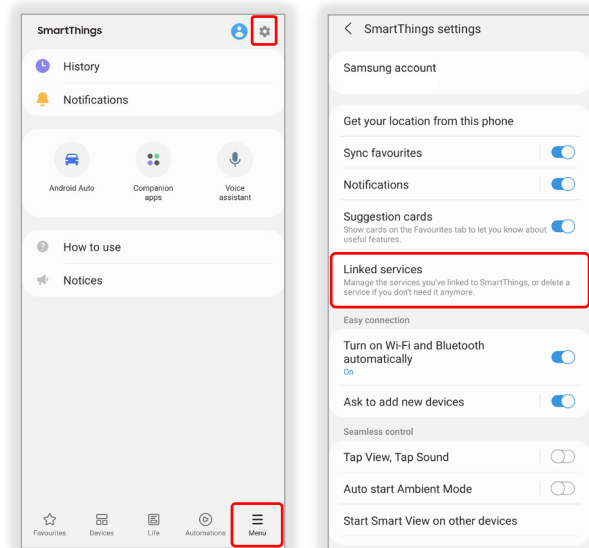 SmartThings
History
Notifications
Android Auto
Companion
apps
Voice
assistant
How to use
Notices
Favourites
Devices
Life
Automations
Menu
SmartThings settings
Samsung account
Get your location from this phone
Sync favourites
Notifications
Suggestion cards
Show cards on the Favourites tab to let you know about
useful features.
Linked services
Manage the services you've linked to SmartThings, or delete a
service if you don't need it anymore.
Easy connection
Turn on Wi-Fi and Bluetooth
automatically
On
Ask to add new devices
Seamless control
Tap View, Tap Sound
Auto start Ambient Mode
Start Smart View on other devices